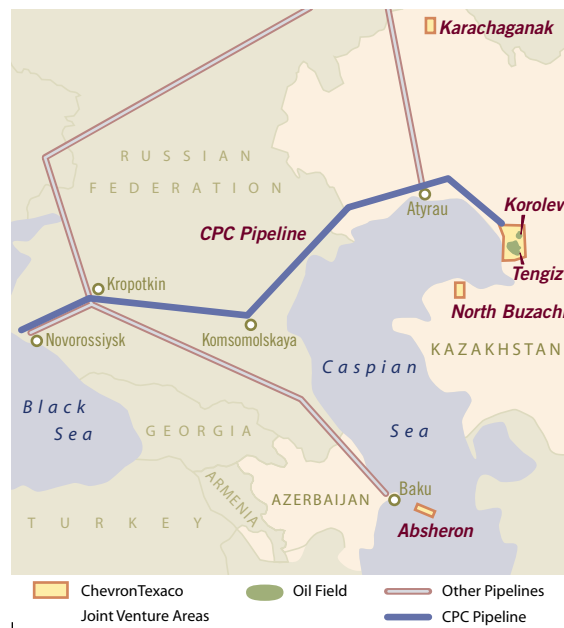 Karachaganak
RUSSIAN
FEDERATION
Atyrau
Korolev
CPC Pipeline
Tengiz
Kropotkin
North Buzachi
Novorossiysk
Komsomolskaya
KAZAKHSTAN
Caspian
Sea
Black
Sea
GEORGIA
ARMENIA
AZERBAIJAN
Baku
TURKEY
Absheron
ChevronTexaco
Joint Venture Areas
Oil Field
Other Pipelines
CPC Pipeline